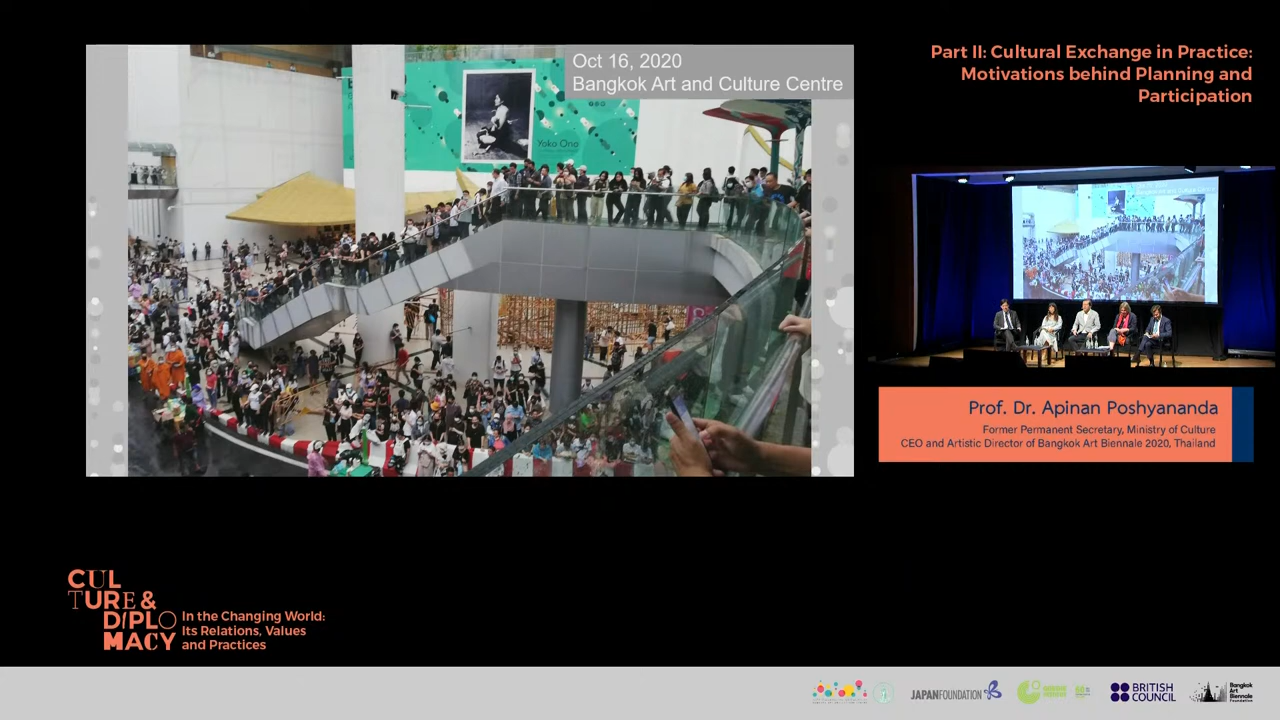 Oct 16, 2020
Bangkok Art and Culture Centre
Yoko Ono
Part II: Cultural Exchange in Practice:
Motivations behind Planning and
Participation
Prof. Dr. Apinan Poshyananda
Former Permanent Secretary, Ministry of Culture
CEO and Artistic Director of Bangkok Art Biennale 2020, Thailand
CUL
TURE &
DIPLO
MACY
In the Changing World:
Its Relations, Values
and Practices
JAPANFOUNDATION
BRITISH
COUNCIL
Bangkok
Art
Biennale
Foundation